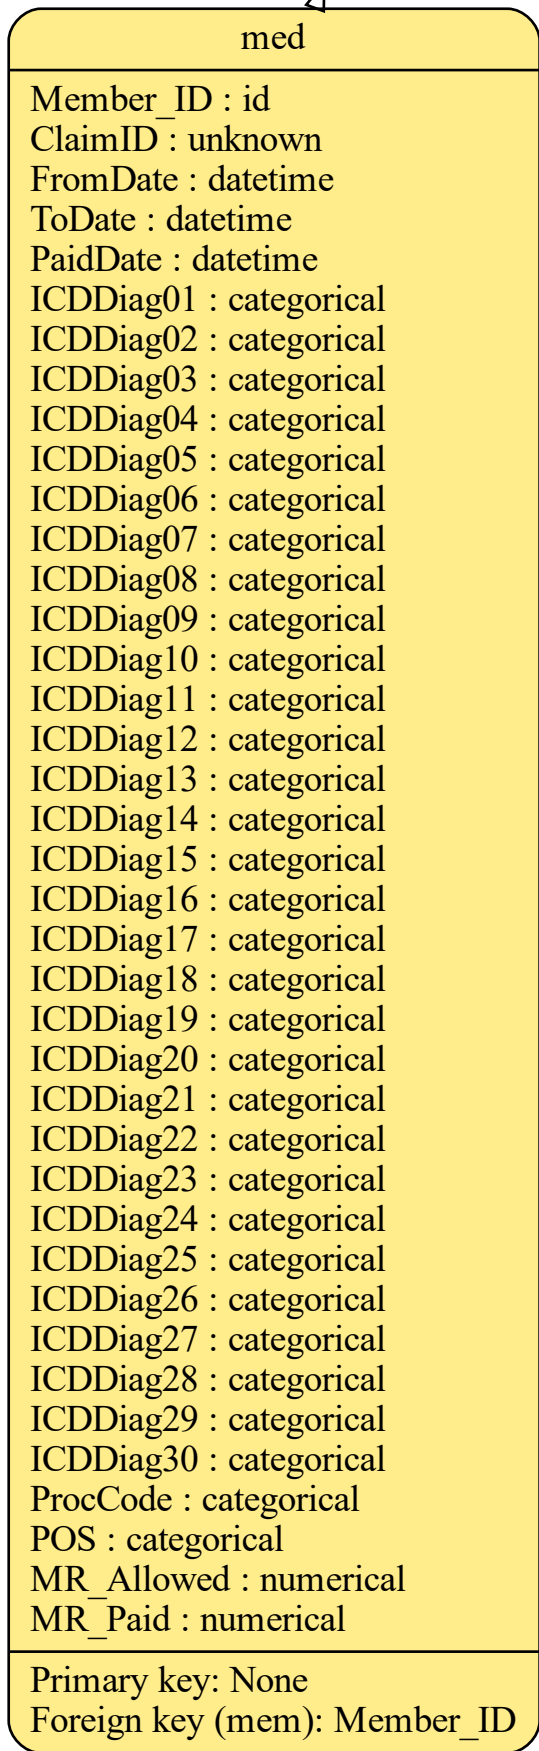 med
Member_ID : id
ClaimID : unknown
FromDate : datetime
ToDate : datetime
PaidDate : datetime
ICDDiag01 : categorical
ICDDiag02 : categorical
ICDDiag03 : categorical
ICDDiag04 : categorical
ICDDiag05 : categorical
ICDDiag06 : categorical
ICDDiag07 : categorical
ICDDiag08 : categorical
ICDDiag09 : categorical
ICDDiag10 : categorical
ICDDiag11 : categorical
ICDDiag12 : categorical
ICDDiag13 : categorical
ICDDiag14 : categorical
ICDDiag15 : categorical
ICDDiag16 : categorical
ICDDiag17 : categorical
ICDDiag18 : categorical
ICDDiag19 : categorical
ICDDiag20 : categorical
ICDDiag21 : categorical
ICDDiag22 : categorical
ICDDiag23 : categorical
ICDDiag24 : categorical
ICDDiag25 : categorical
ICDDiag26 : categorical
ICDDiag27 : categorical
ICDDiag28 : categorical
ICDDiag29 : categorical
ICDDiag30 : categorical
ProcCode : categorical
POS : categorical
MR_Allowed : numerical
MR_Paid : numerical
Primary key: None
Foreign key (mem): Member_ID